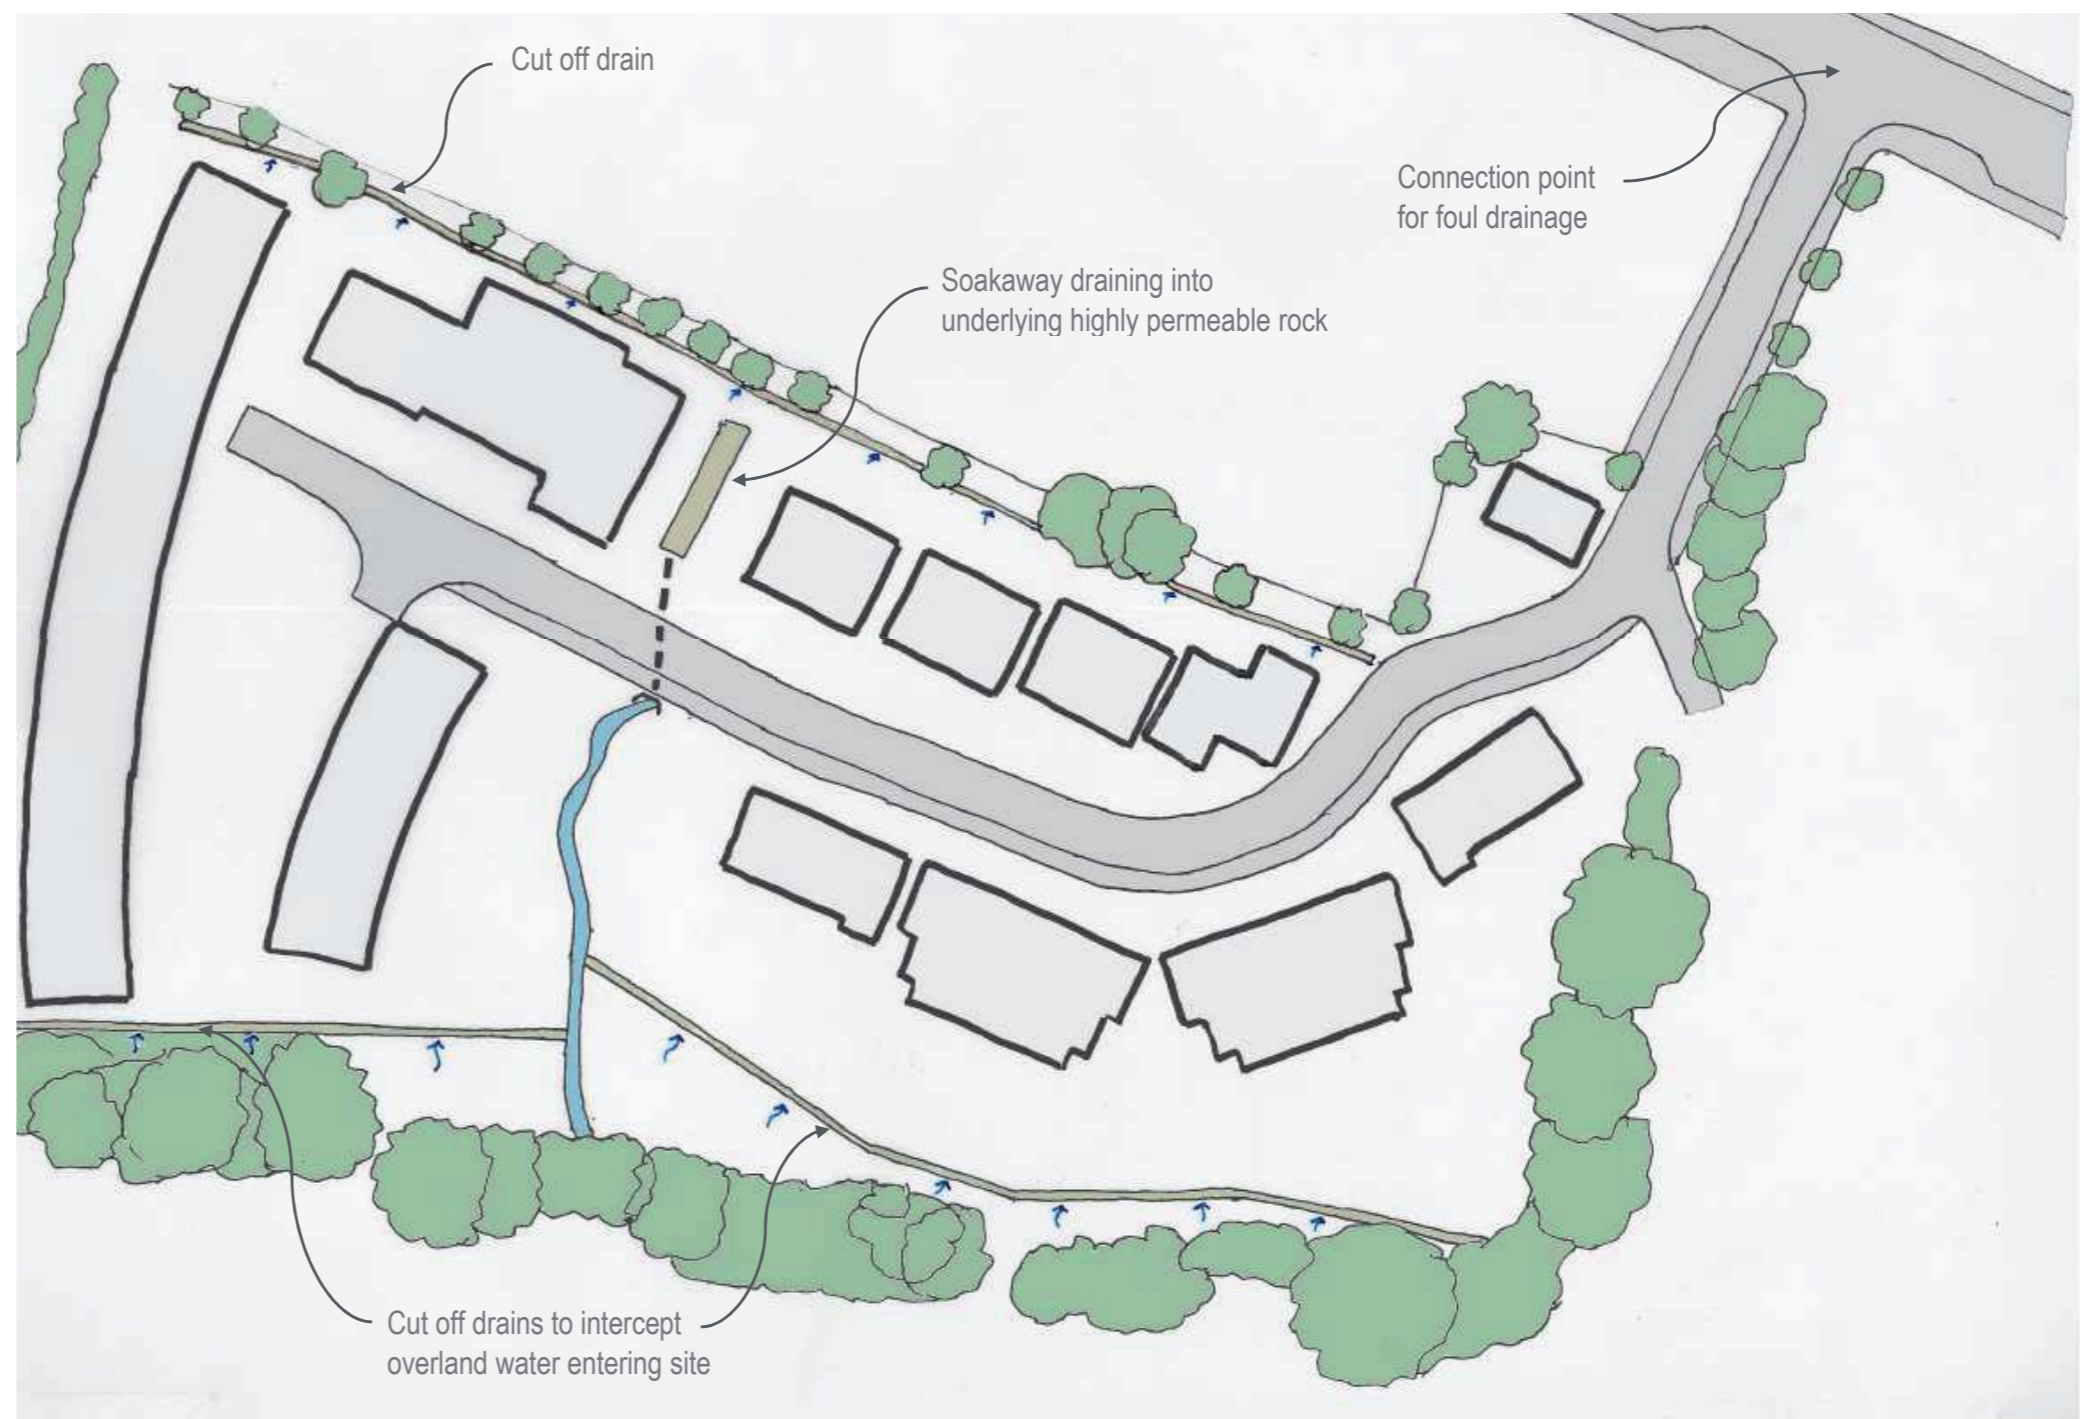 Cut off drain
Connection point
for foul drainage
Soakaway draining into
underlying highly permeable rock
Cut off drains to intercept
overland water entering site